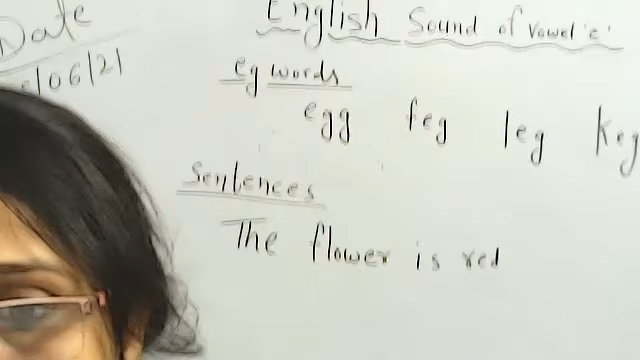 Date
/06/21
English Sound of vowel 'e'
eg words
egg feg leg keg
Sentences
The flower is red